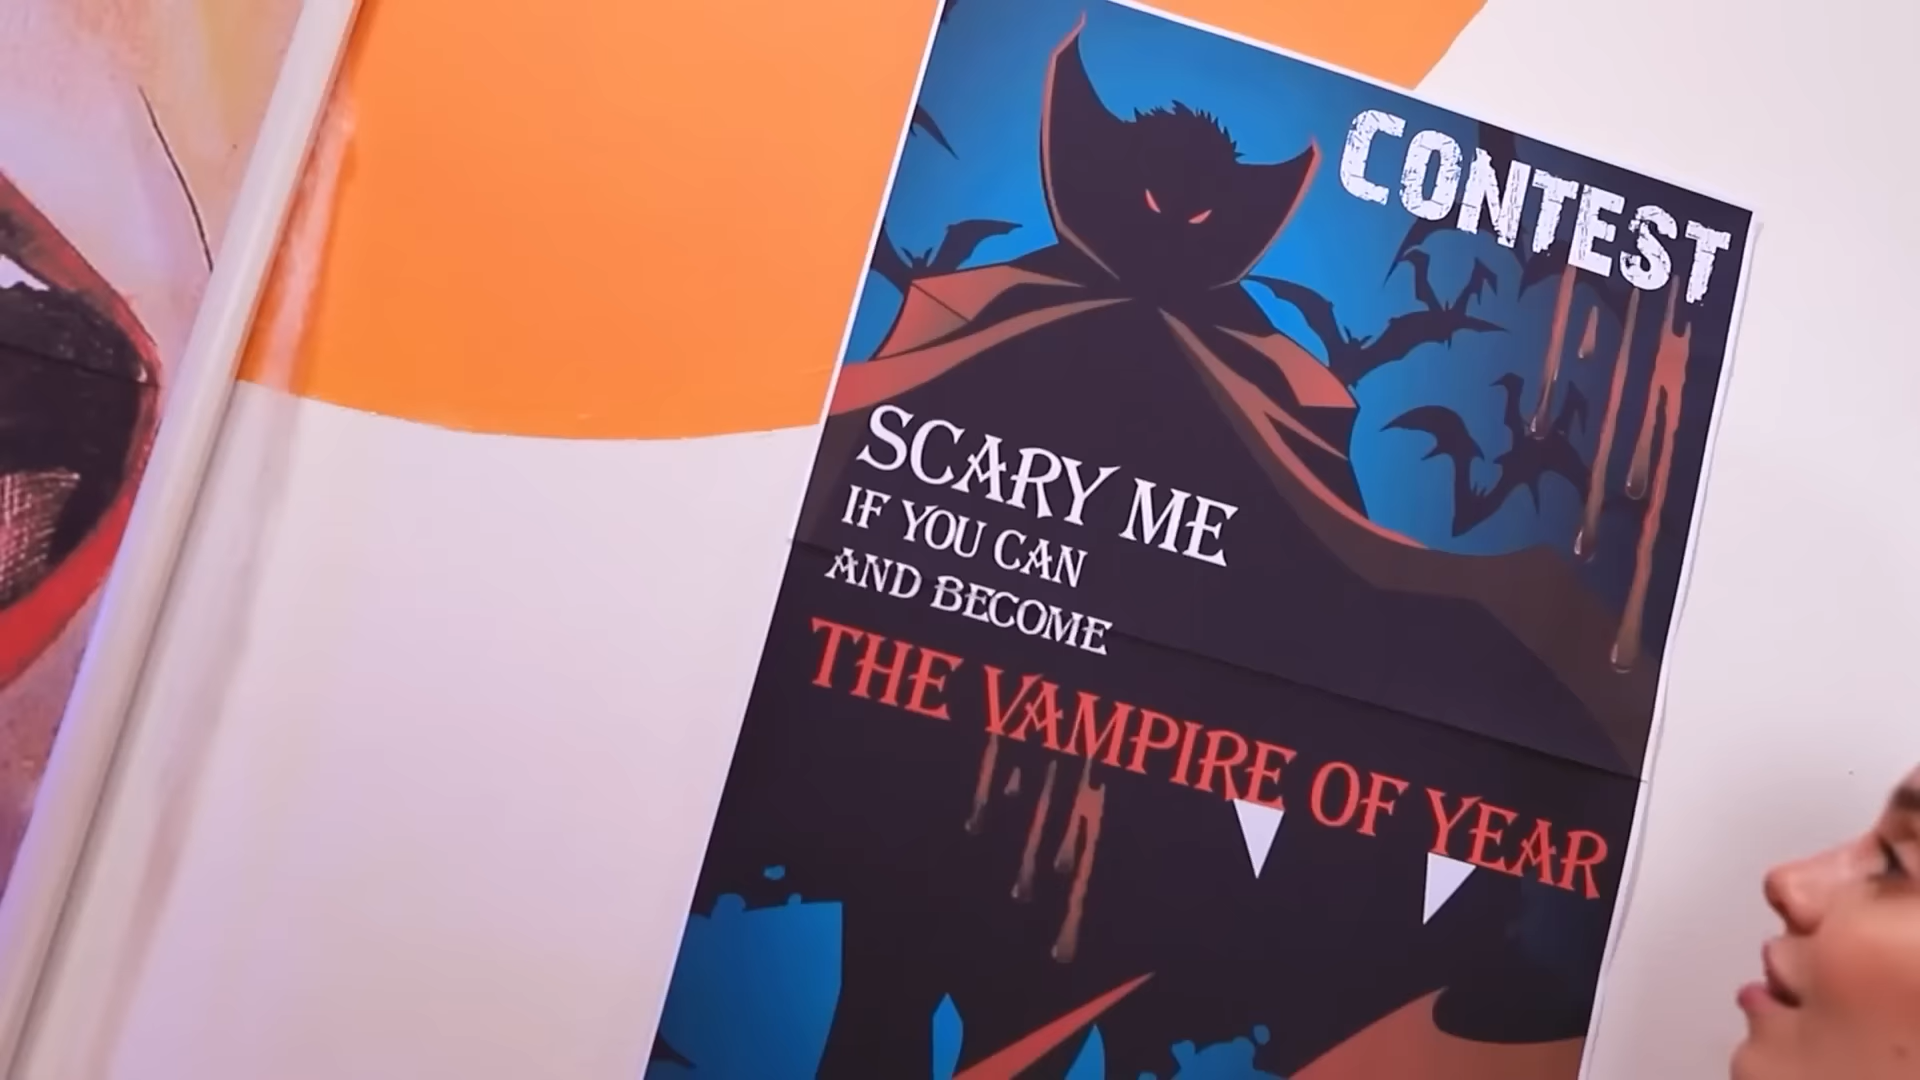 CONTEST
SCARY ME
IF YOU CAN
AND BECOME
THE VAMPIRE OF YEAR